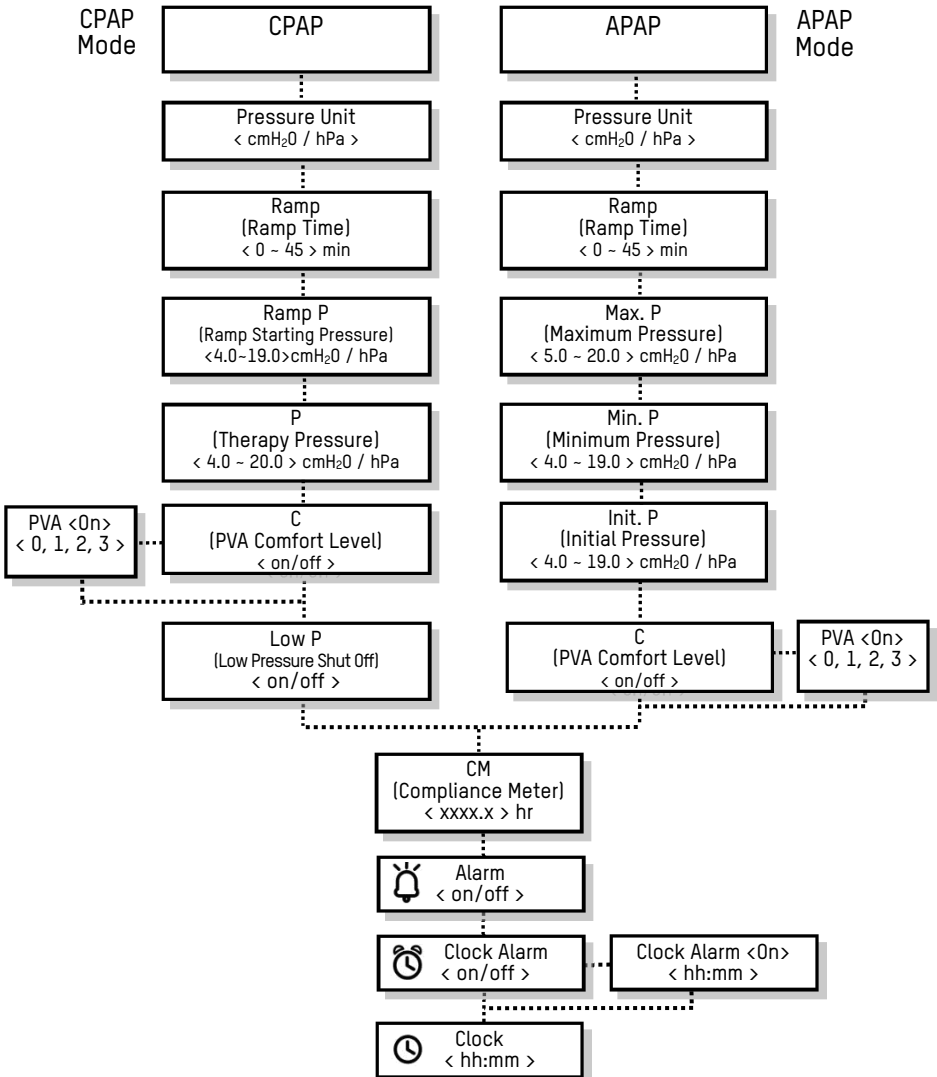 CPAP
Mode
CPAP
Pressure Unit
< cmH₂O / hPa >
Ramp
(Ramp Time)
< 0 ~ 45 > min
Ramp P
(Ramp Starting Pressure)
<4.0~19.0>cmH₂O / hPa
P
(Therapy Pressure)
< 4.0 ~ 20.0 > cmH₂O / hPa
PVA <On>
< 0, 1, 2, 3 >
C
(PVA Comfort Level)
< on/off >
Low P
(Low Pressure Shut Off)
< on/off >
APAP
Mode
APAP
Pressure Unit
< cmH₂O / hPa >
Ramp
(Ramp Time)
< 0 ~ 45 > min
Max. P
(Maximum Pressure)
< 5.0 ~ 20.0 > cmH₂O / hPa
Min. P
(Minimum Pressure)
< 4.0 ~ 19.0 > cmH₂O / hPa
Init. P
(Initial Pressure)
< 4.0 ~ 19.0 > cmH₂O / hPa
C
(PVA Comfort Level)
< on/off >
PVA <On>
< 0, 1, 2, 3 >
CM
(Compliance Meter)
< xxxx.x > hr
Alarm
< on/off >
Clock Alarm
< on/off >
Clock Alarm <On>
< hh:mm >
Clock
< hh:mm >